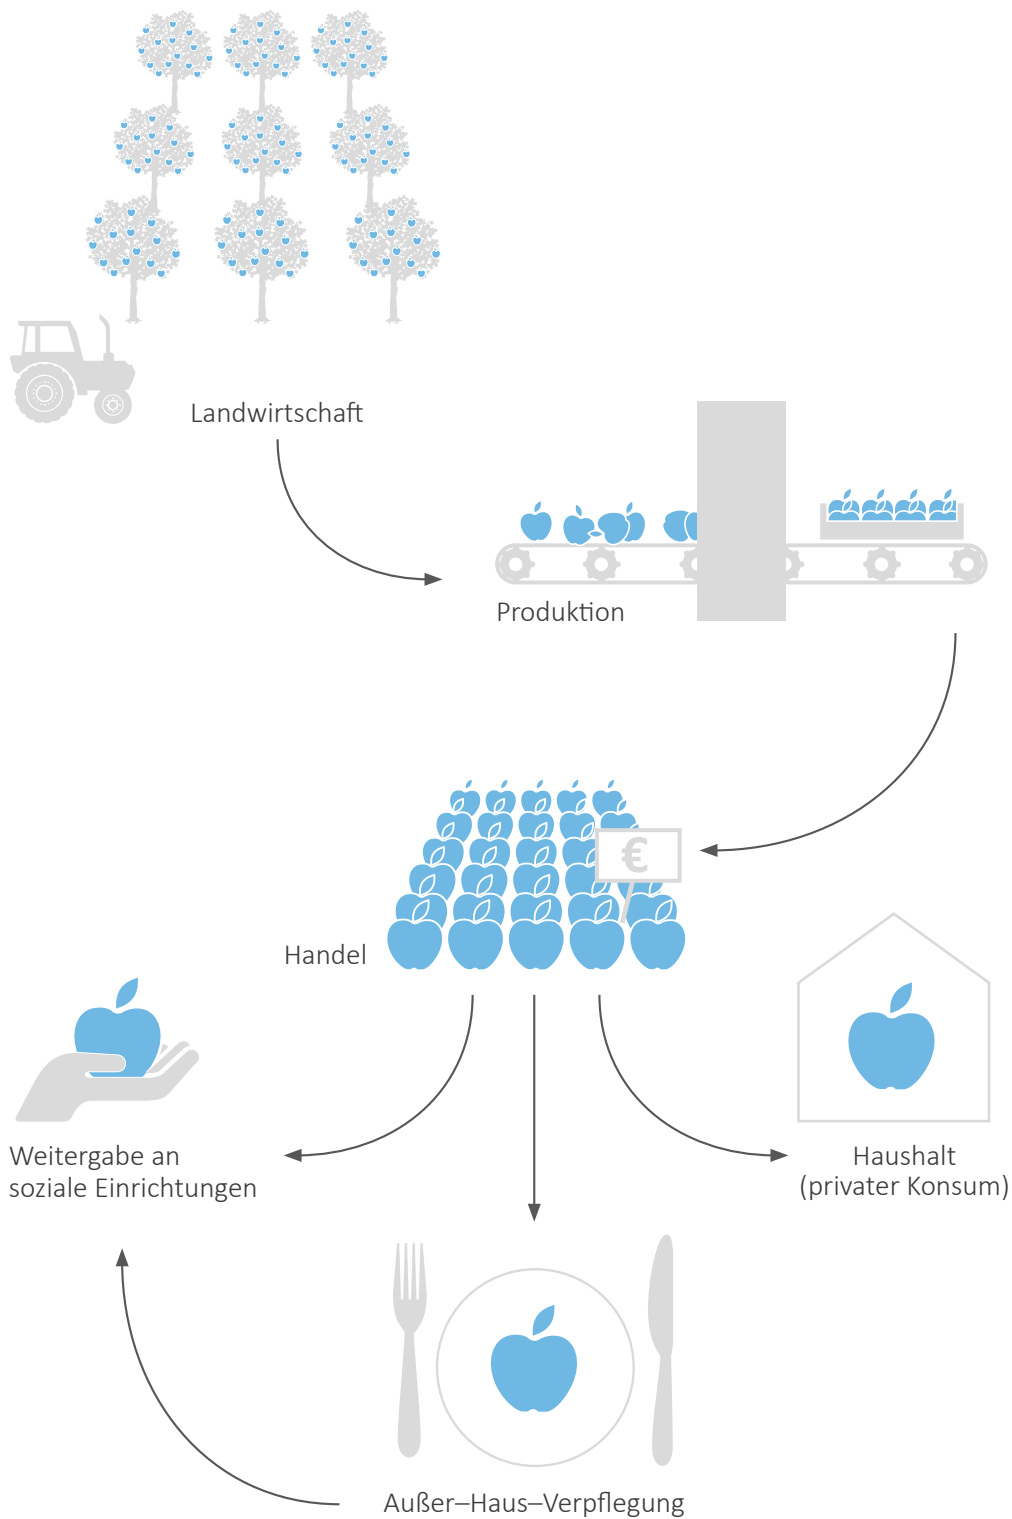 Landwirtschaft
Produktion
€
Handel
Weitergabe an
soziale Einrichtungen
Haushalt
(privater Konsum)
Außer–Haus–Verpflegung